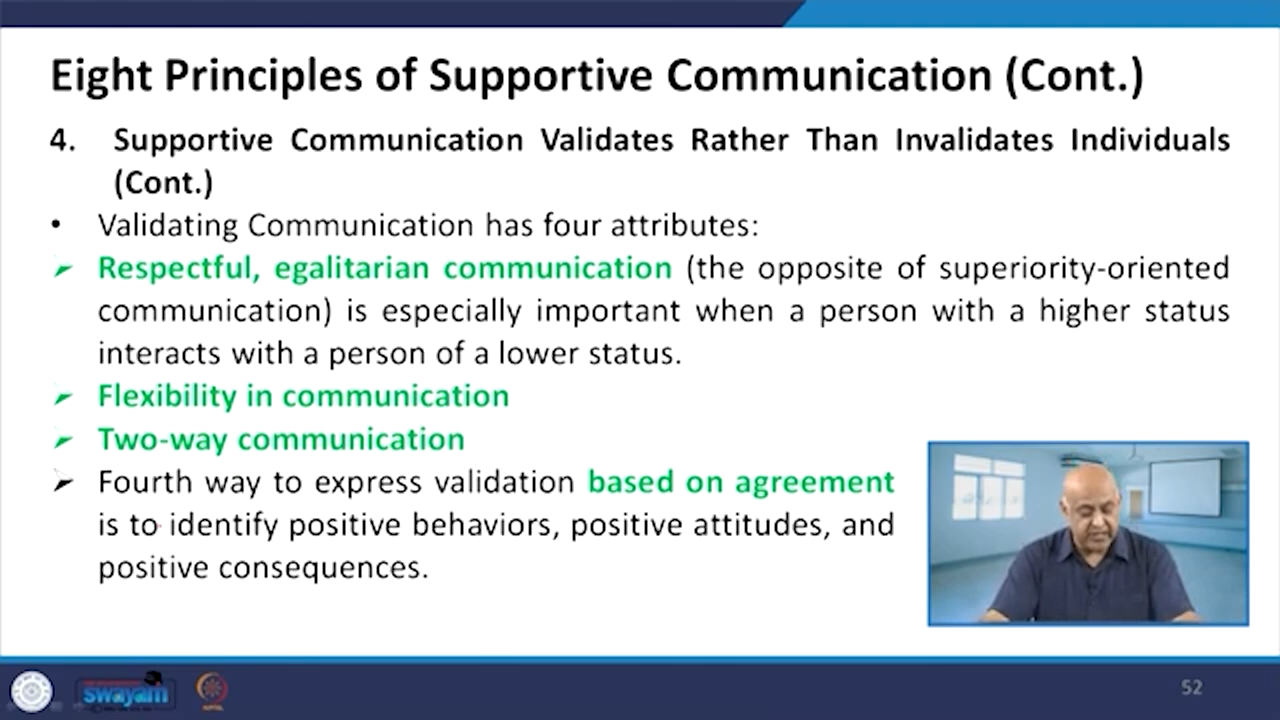 Eight Principles of Supportive Communication (Cont.)
4. Supportive Communication Validates Rather Than Invalidates Individuals
(Cont.)
• Validating Communication has four attributes:
➢ Respectful, egalitarian communication (the opposite of superiority-oriented
communication) is especially important when a person with a higher status
interacts with a person of a lower status.
➢ Flexibility in communication
➢ Two-way communication
➢ Fourth way to express validation based on agreement
is to identify positive behaviors, positive attitudes, and
positive consequences.
swayam
52